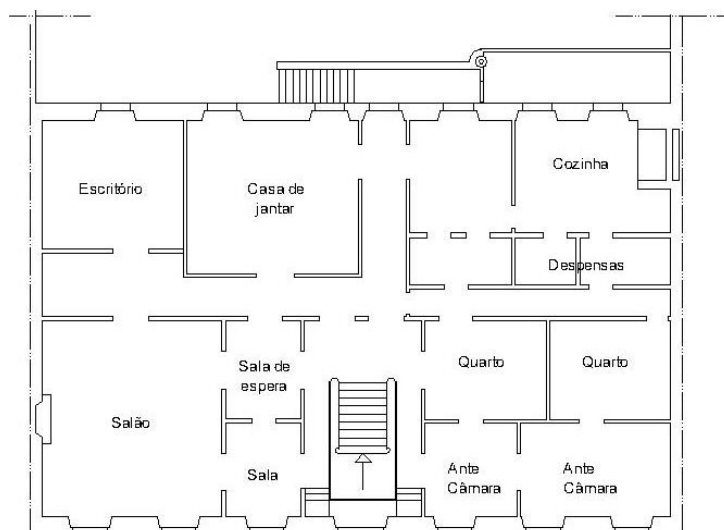 Cozinha
Escritório
Casa de
jantar
Despensas
Sala de
espera
Quarto
Quarto
Salão
Sala
Ante
Câmara
Ante
Câmara